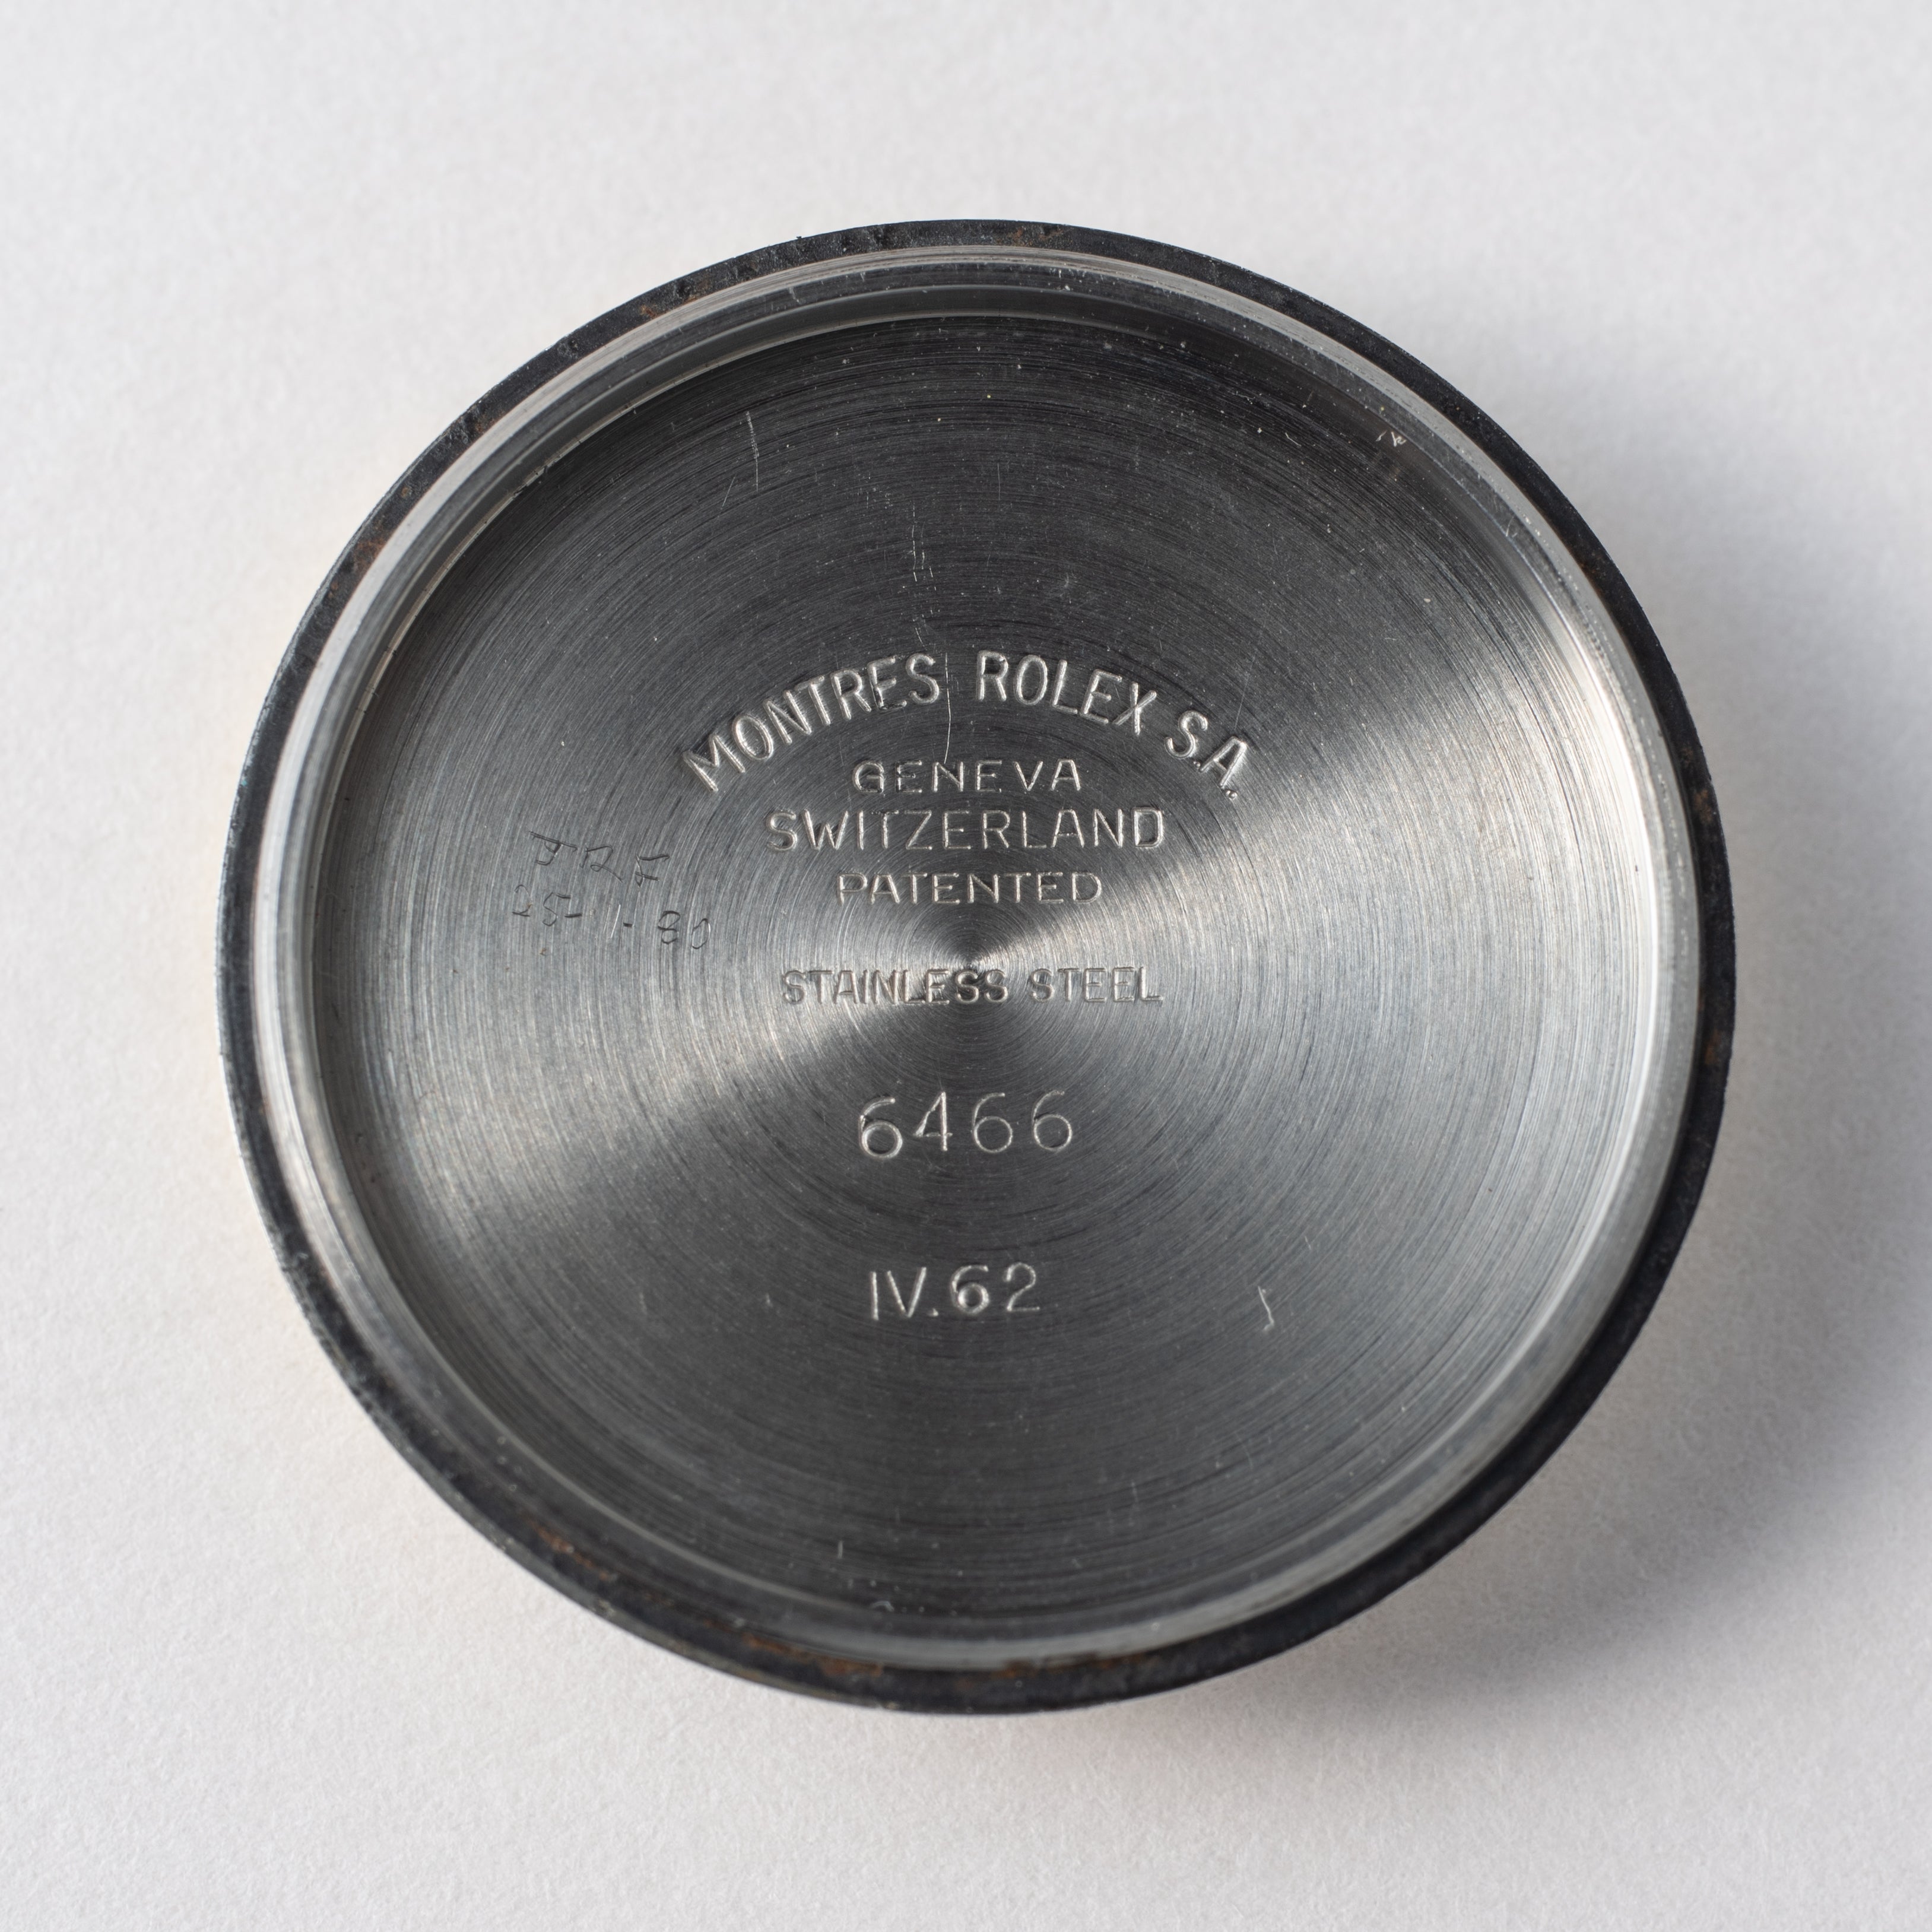 MONTRES ROLEX S.A.
GENEVA
SWITZERLAND
PATENTED
STAINLESS STEEL
6466
IV.62